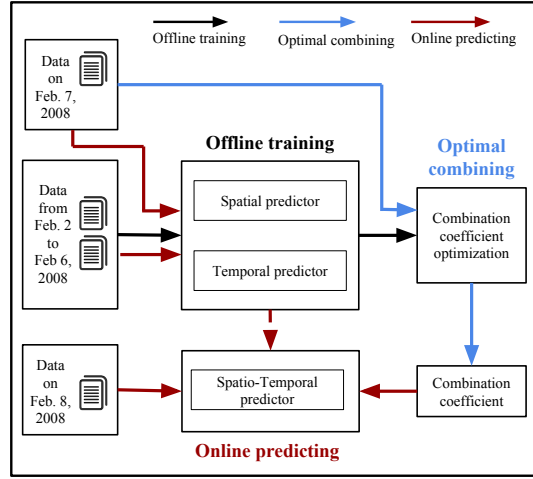 Offline training
Optimal combining
Online predicting
Data
on
Feb. 7,
2008
Offline training
Optimal
combining
Data
from
Feb. 2
to
Feb 6,
2008
Spatial predictor
Temporal predictor
Combination
coefficient
optimization
Data
on
Feb. 8,
2008
Spatio-Temporal
predictor
Combination
coefficient
Online predicting